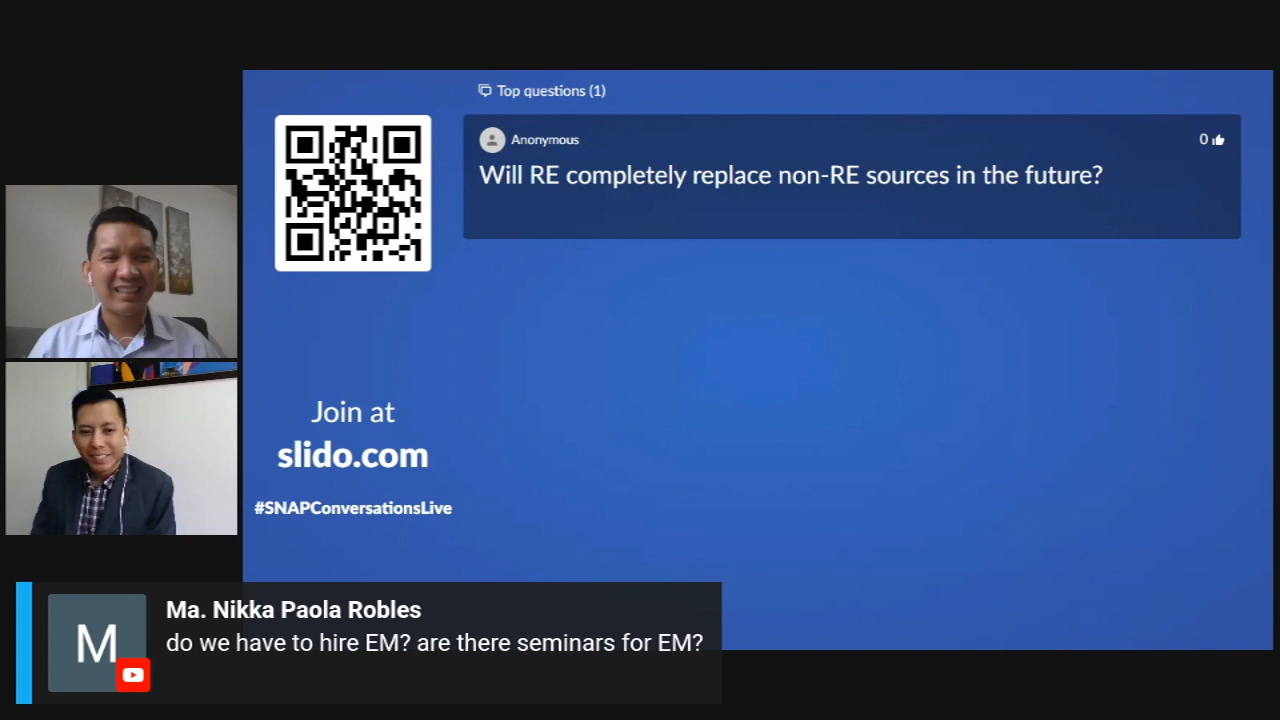 Top questions (1)
Anonymous
0
Will RE completely replace non-RE sources in the future?
Join at
slido.com
#SNAPConversationsLive
M
Ma. Nikka Paola Robles
do we have to hire EM? are there seminars for EM?